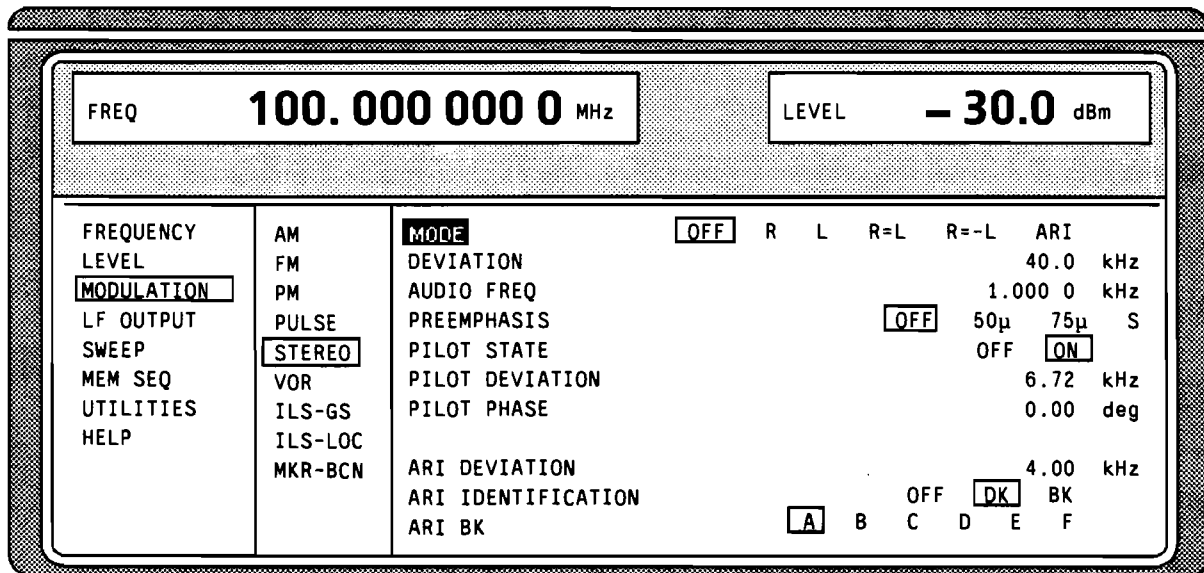 FREQ 100. 000 000 0 MHz
LEVEL – 30.0 dBm
FREQUENCY
LEVEL
MODULATION
LF OUTPUT
SWEEP
MEM SEQ
UTILITIES
HELP
AM
FM
PM
PULSE
STEREO
VOR
ILS-GS
ILS-LOC
MKR-BCN
MODE OFF R L R=L R=-L ARI
DEVIATION 40.0 kHz
AUDIO FREQ 1.000 0 kHz
PREEMPHASIS OFF 50µ 75µ S
PILOT STATE OFF ON
PILOT DEVIATION 6.72 kHz
PILOT PHASE 0.00 deg
ARI DEVIATION 4.00 kHz
ARI IDENTIFICATION OFF DK BK
ARI BK A B C D E F